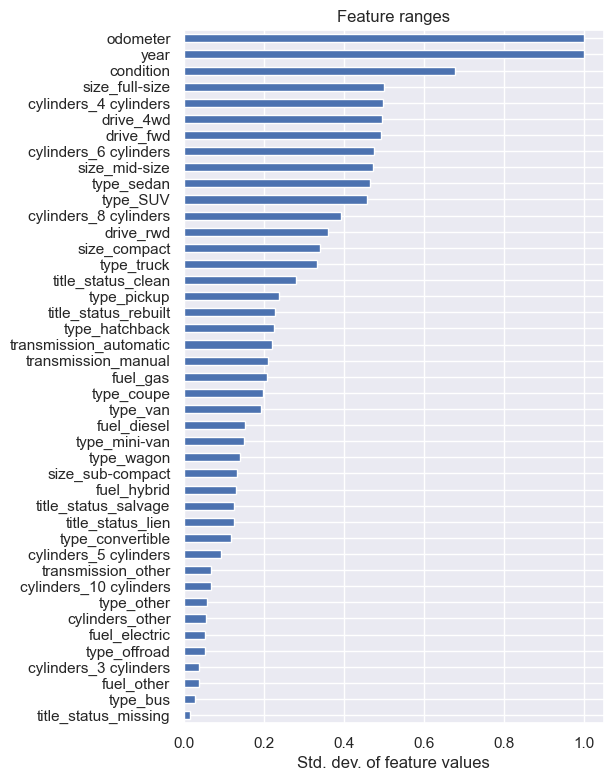 Feature ranges
odometer
year
condition
size_full-size
cylinders_4 cylinders
drive_4wd
drive_fwd
cylinders_6 cylinders
size_mid-size
type_sedan
type_SUV
cylinders_8 cylinders
drive_rwd
size_compact
type_truck
title_status_clean
type_pickup
title_status_rebuilt
type_hatchback
transmission_automatic
transmission_manual
fuel_gas
type_coupe
type_van
fuel_diesel
type_mini-van
type_wagon
size_sub-compact
fuel_hybrid
title_status_salvage
title_status_lien
type_convertible
cylinders_5 cylinders
transmission_other
cylinders_10 cylinders
type_other
cylinders_other
fuel_electric
type_offroad
cylinders_3 cylinders
fuel_other
type_bus
title_status_missing
0.0 0.2 0.4 0.6 0.8 1.0
Std. dev. of feature values